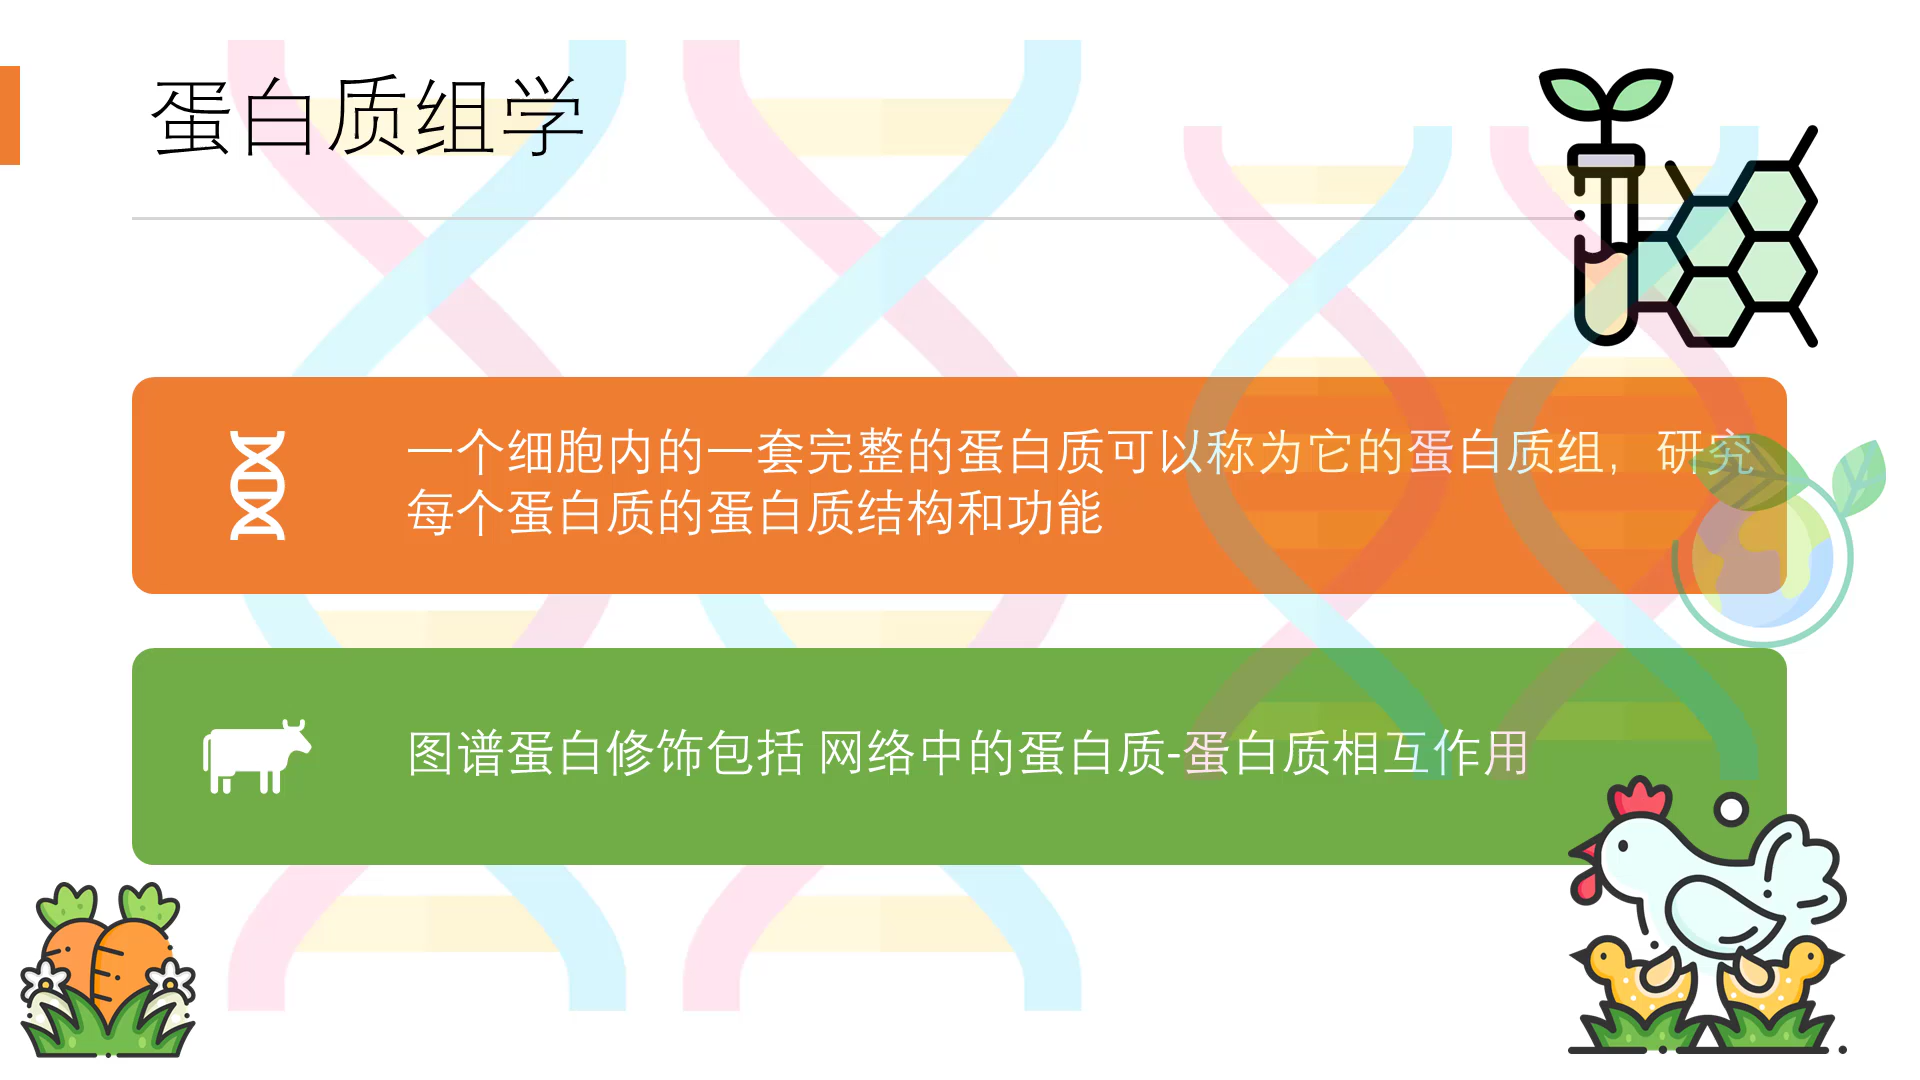 蛋白质组学
一个细胞内的一套完整的蛋白质可以称为它的蛋白质组，研究
每个蛋白质的蛋白质结构和功能
图谱蛋白修饰包括 网络中的蛋白质-蛋白质相互作用